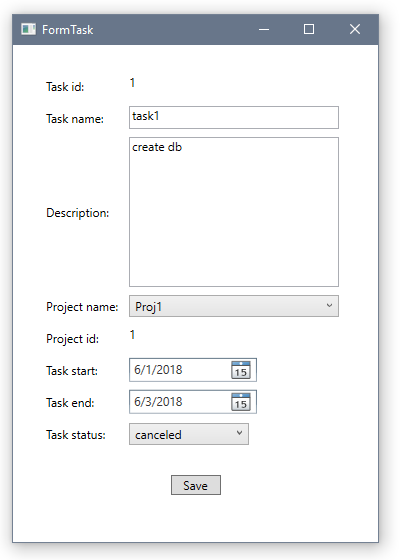 FormTask
Task id: 1
Task name: task1
create db
Description:
Project name: Proj1
Project id: 1
Task start: 6/1/2018 15
Task end: 6/3/2018 15
Task status: canceled
Save